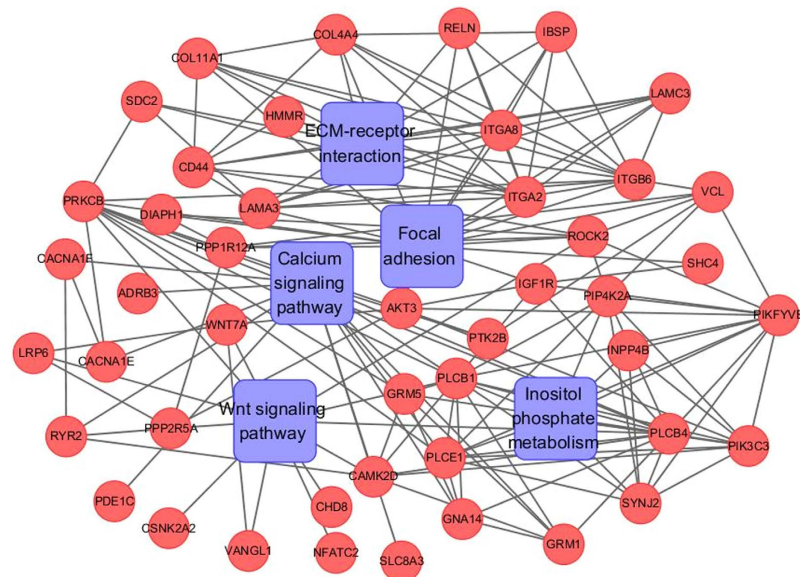 COL4A4
RELN
IBSP
COL11A1
SDC2
HMMR
LAMC3
ITGA8
ECM-receptor
interaction
CD44
ITGB6
VCL
ITGA2
PRKCB
DIAPH1
LAMA3
PPP1R12A
Focal
adhesion
ROCK2
CACNA1F
Calcium
signaling
pathway
SHC4
ADRB3
IGF1R
PIP4K2A
AKT3
PIKFYVE
WNT7A
PTK2B
LRP6
CACNA1E
INPP4B
PLCB1
GRM5
Inositol
phosphate
metabolism
Wnt signaling
pathway
RYR2
PPP2R5A
PLCB4
PIK3C3
PLCE1
CAMK2D
PDE1C
CHD8
SYNJ2
CSNK2A2
GNA14
VANGL1
NFATC2
SLC8A3
GRM1